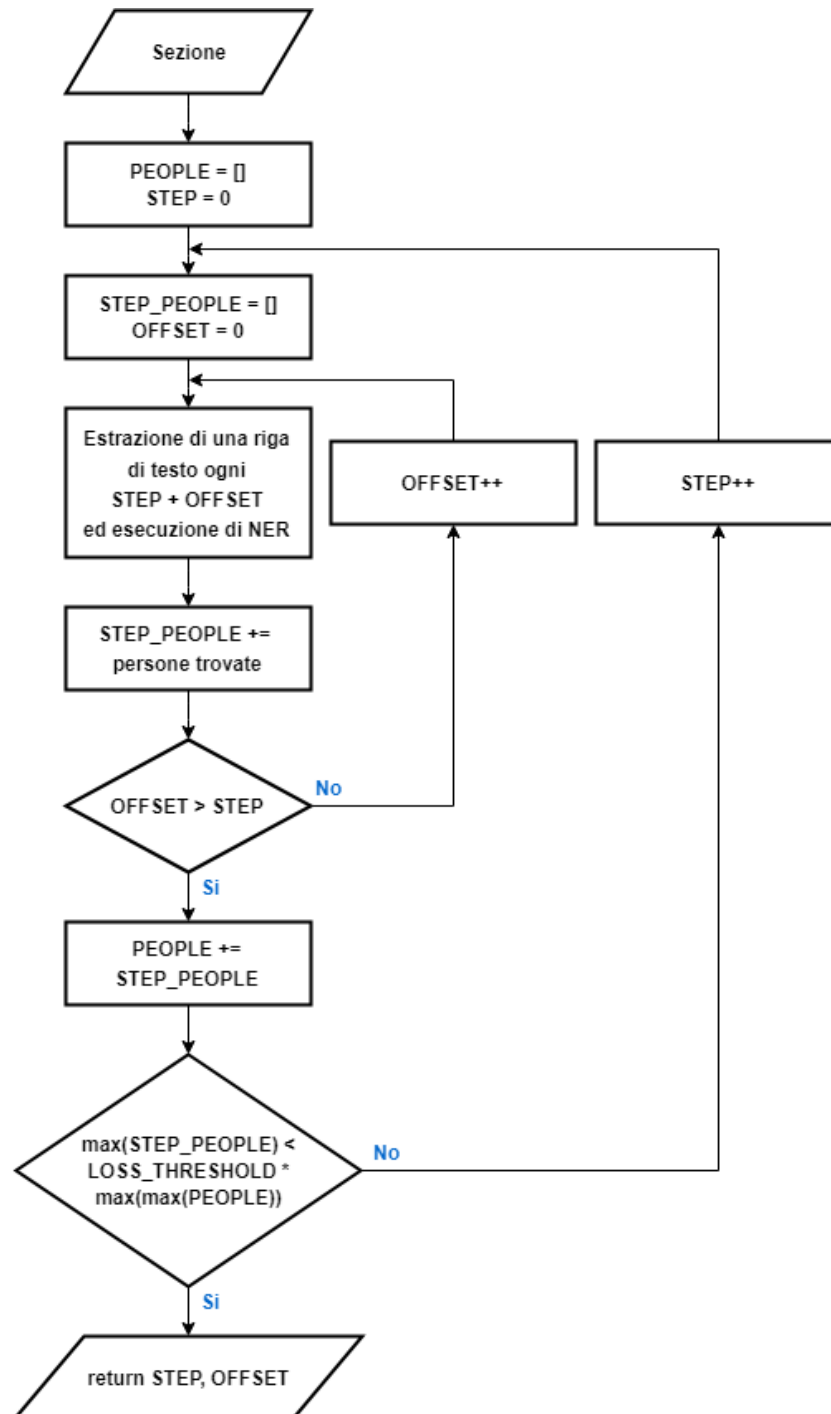 Sezione
PEOPLE = []
STEP = 0
STEP_PEOPLE = []
OFFSET = 0
Estrazione di una riga
di testo ogni
STEP + OFFSET
ed esecuzione di NER
OFFSET++
STEP++
STEP_PEOPLE +=
persone trovate
OFFSET > STEP
No
Si
PEOPLE +=
STEP_PEOPLE
max(STEP_PEOPLE) <
LOSS_THRESHOLD *
max(max(PEOPLE))
No
Si
return STEP, OFFSET